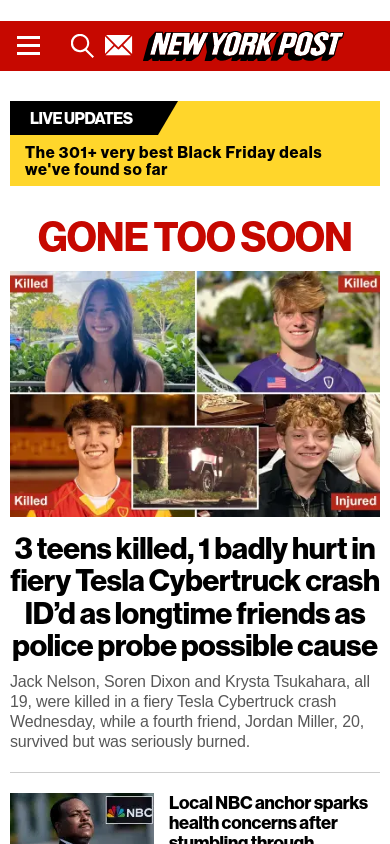 NEW YORK POST
LIVE UPDATES
The 301+ very best Black Friday deals
we've found so far
GONE TOO SOON
Killed
Killed
Killed
Injured
3 teens killed, 1 badly hurt in
fiery Tesla Cybertruck crash
ID’d as longtime friends as
police probe possible cause
Jack Nelson, Soren Dixon and Krysta Tsukahara, all
19, were killed in a fiery Tesla Cybertruck crash
Wednesday, while a fourth friend, Jordan Miller, 20,
survived but was seriously burned.
NBC
Local NBC anchor sparks
health concerns after
stumbling through